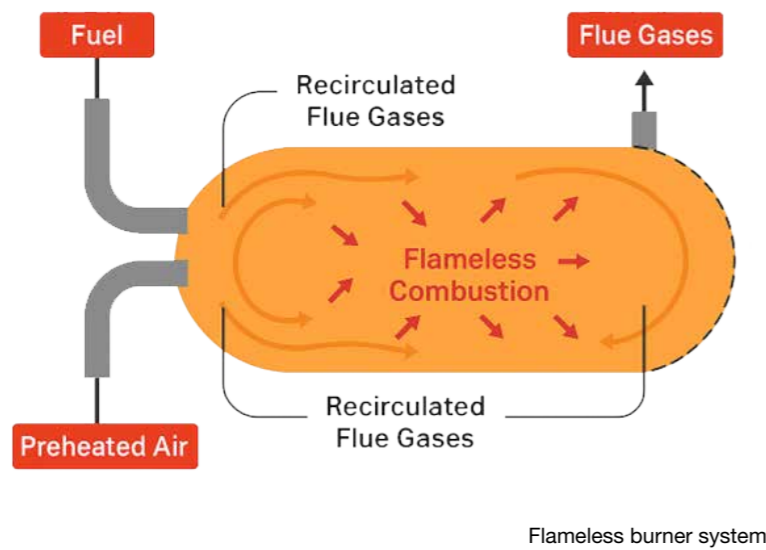 Fuel
Flue Gases
Recirculated
Flue Gases
Flameless
Combustion
Recirculated
Flue Gases
Preheated Air
Flameless burner system